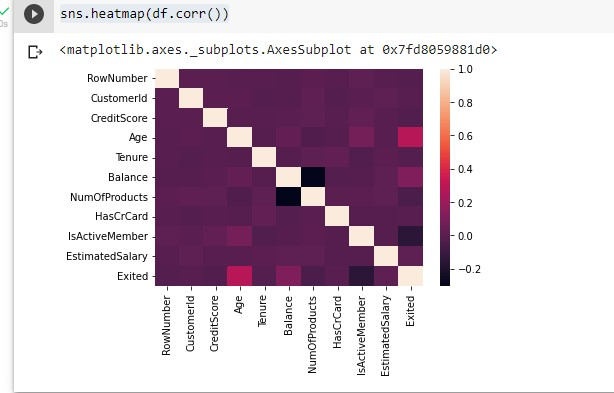 sns.heatmap(df.corr())
<matplotlib.axes._subplots.AxesSubplot at 0x7fd8059881d0>
RowNumber
CustomerId
CreditScore
Age
Tenure
Balance
NumOfProducts
HasCrCard
IsActiveMember
EstimatedSalary
Exited
RowNumber
CustomerId
CreditScore
Age
Tenure
Balance
NumOfProducts
HasCrCard
IsActiveMember
EstimatedSalary
Exited
1.0
0.8
0.6
0.4
0.2
0.0
−0.2